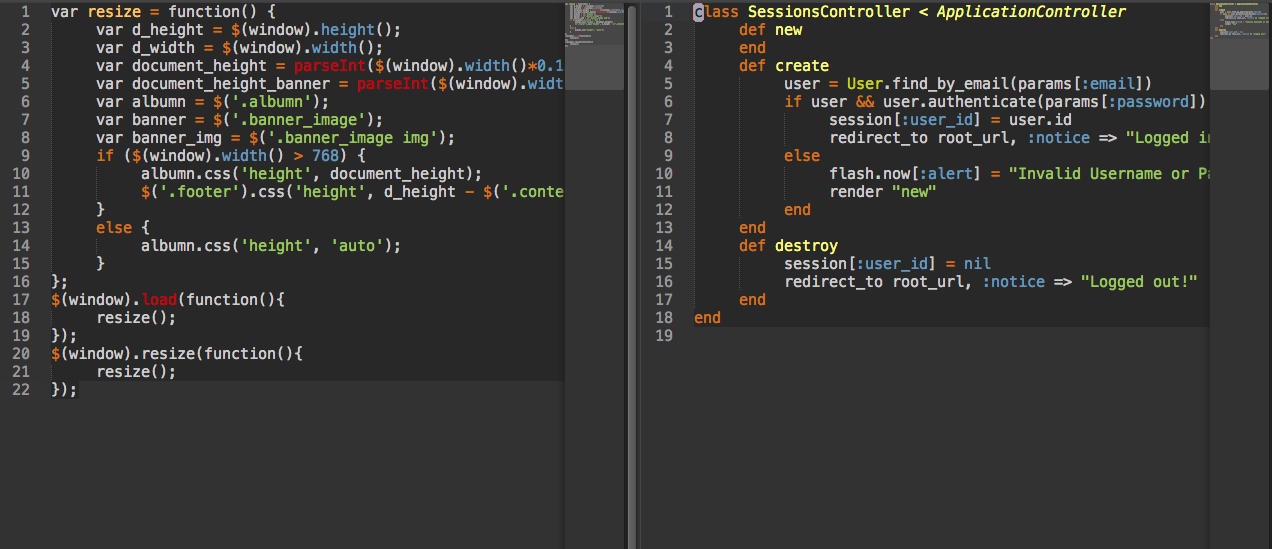 1 var resize = function() {
2 var d_height = $(window).height();
3 var d_width = $(window).width();
4 var document_height = parseInt($(window).width()*0.1
5 var document_height_banner = parseInt($(window).widt
6 var albumn = $('.albumn');
7 var banner = $('.banner_image');
8 var banner_img = $('.banner_image img');
9 if ($(window).width() > 768) {
10 albumn.css('height', document_height);
11 $('.footer').css('height', d_height - $('.conte
12 }
13 else {
14 albumn.css('height', 'auto');
15 }
16 };
17 $(window).load(function(){
18 resize();
19 });
20 $(window).resize(function(){
21 resize();
22 });
1 class SessionsController < ApplicationController
2 def new
3 end
4 def create
5 user = User.find_by_email(params[:email])
6 if user && user.authenticate(params[:password])
7 session[:user_id] = user.id
8 redirect_to root_url, :notice => "Logged in
9 else
10 flash.now[:alert] = "Invalid Username or Pa
11 render "new"
12 end
13 end
14 def destroy
15 session[:user_id] = nil
16 redirect_to root_url, :notice => "Logged out!"
17 end
18 end
19